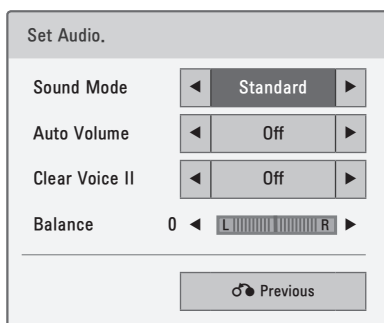 Set Audio.
Sound Mode Standard
Auto Volume Off
Clear Voice II Off
Balance 0 L R
Previous